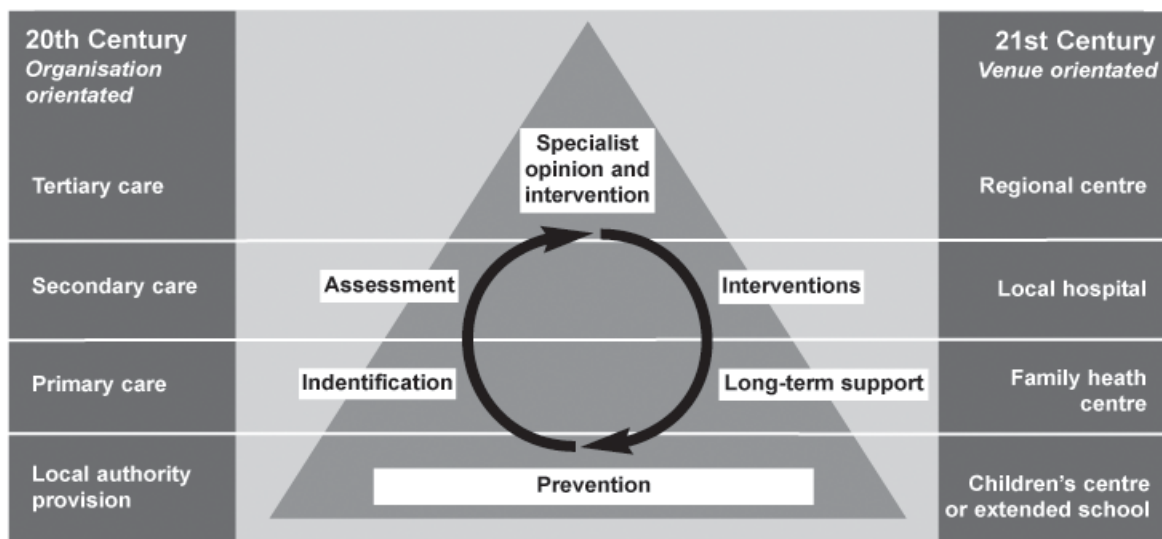 20th Century
Organisation
orientated
Tertiary care
Secondary care
Primary care
Local authority
provision
Specialist
opinion and
intervention
Assessment
Interventions
Indentification
Long-term support
Prevention
21st Century
Venue orientated
Regional centre
Local hospital
Family heath
centre
Children's centre
or extended school